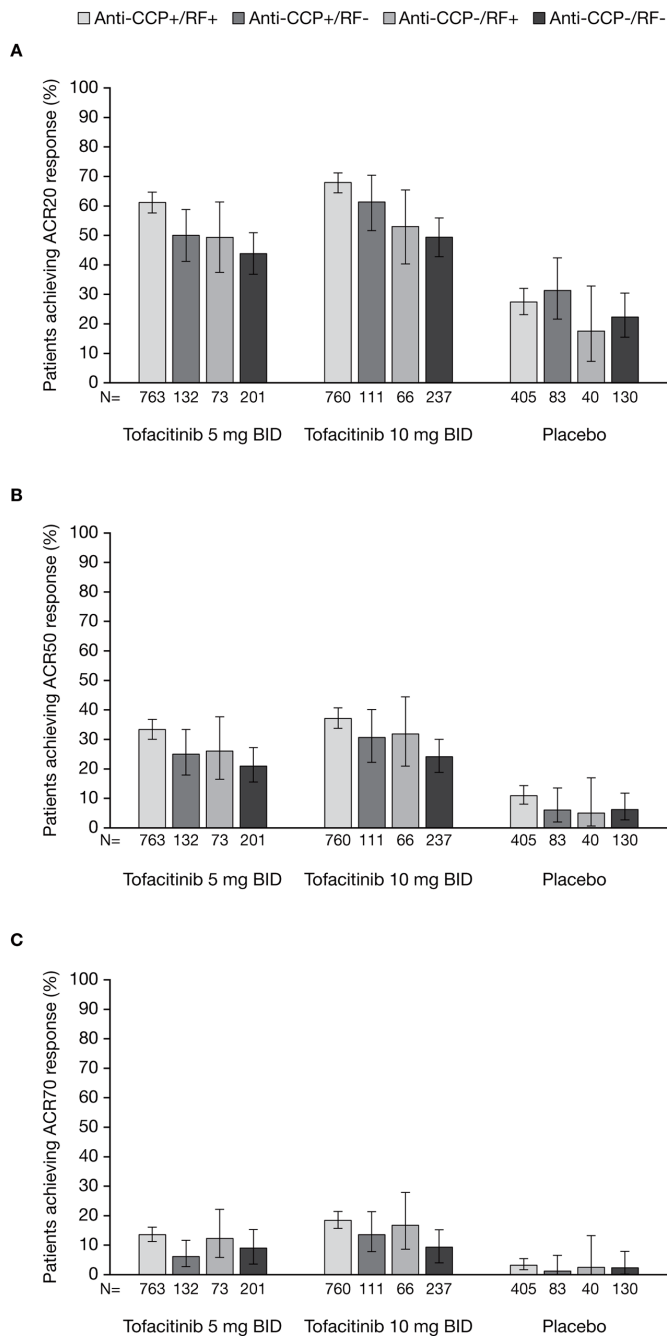 Anti-CCP+/RF+ Anti-CCP+/RF- Anti-CCP-/RF+ Anti-CCP-/RF-
A
Patients achieving ACR20 response (%)
100
90
80
70
60
50
40
30
20
10
0
N= 763 132 73 201 760 111 66 237 405 83 40 130
Tofacitinib 5 mg BID Tofacitinib 10 mg BID Placebo
B
Patients achieving ACR50 response (%)
100
90
80
70
60
50
40
30
20
10
0
N= 763 132 73 201 760 111 66 237 405 83 40 130
Tofacitinib 5 mg BID Tofacitinib 10 mg BID Placebo
C
Patients achieving ACR70 response (%)
100
90
80
70
60
50
40
30
20
10
0
N= 763 132 73 201 760 111 66 237 405 83 40 130
Tofacitinib 5 mg BID Tofacitinib 10 mg BID Placebo